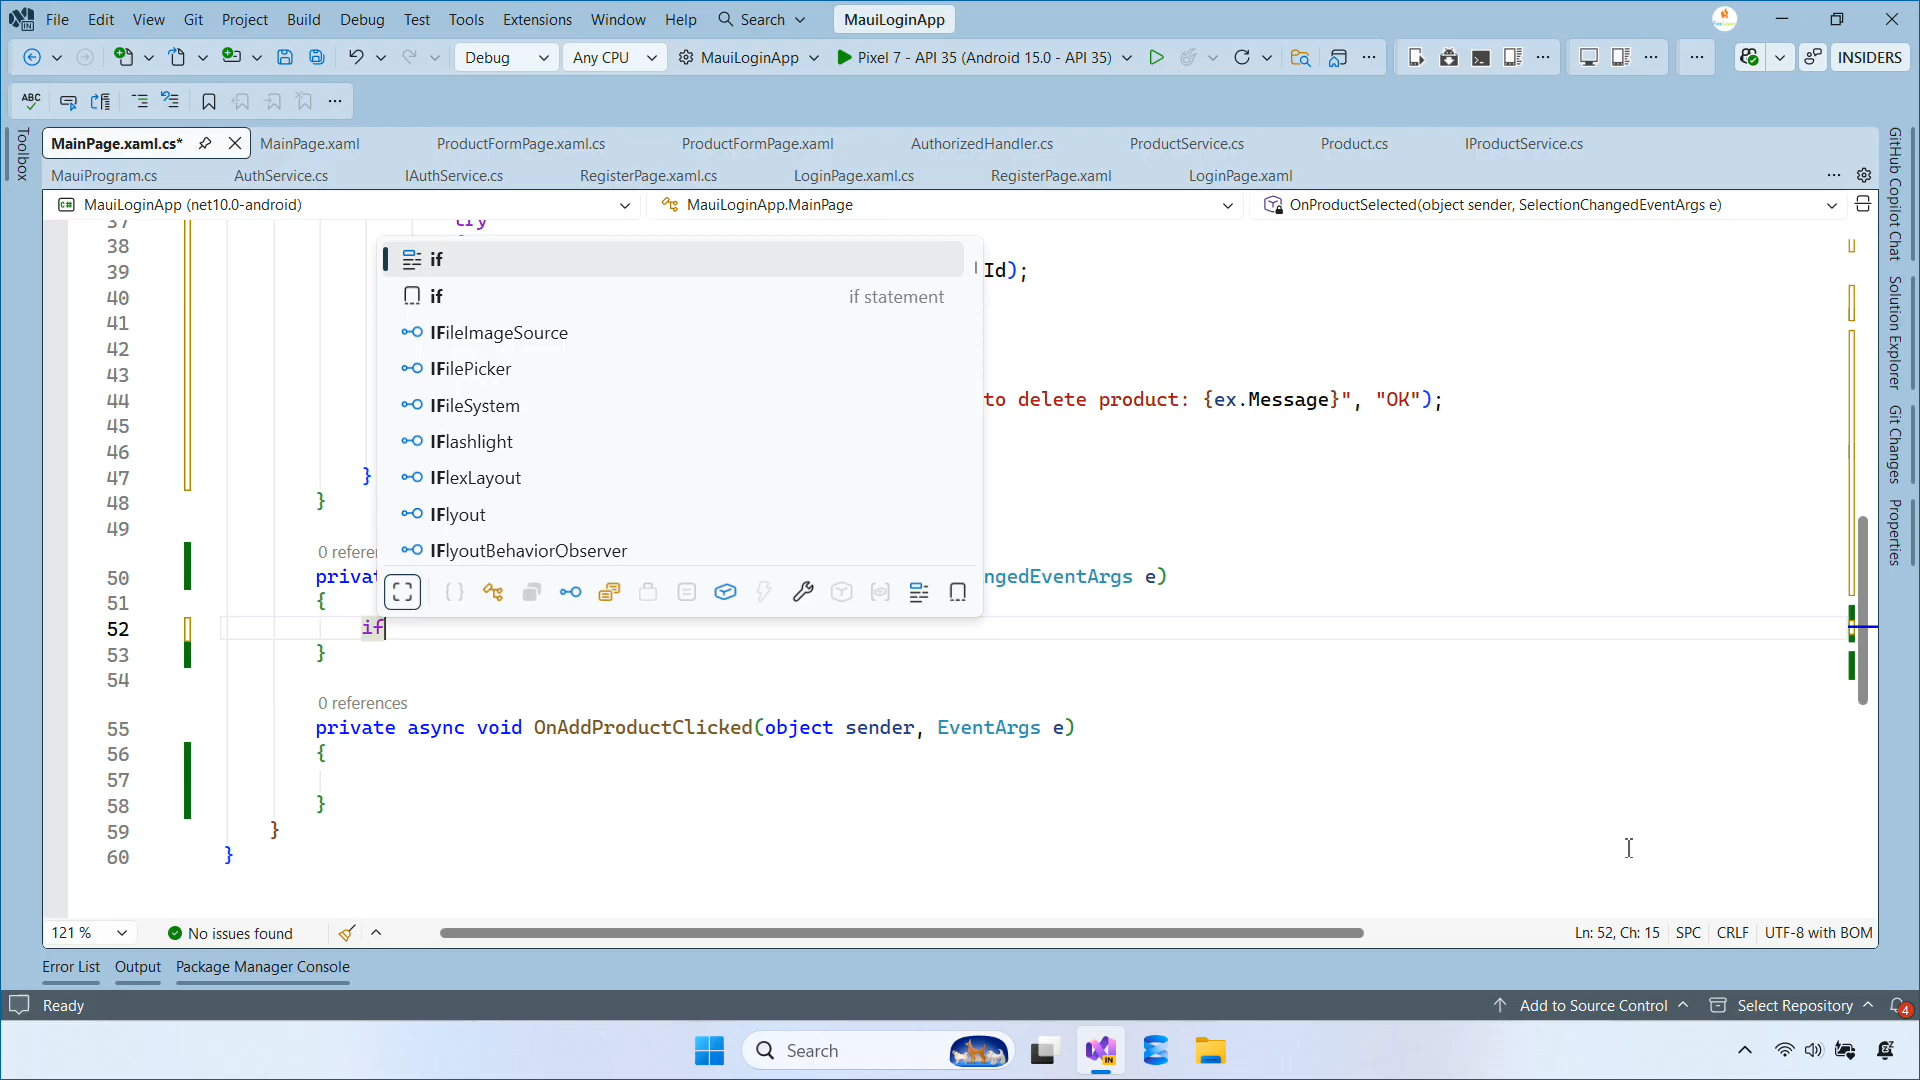 File Edit View Git Project Build Debug Test Tools Extensions Window Help Search MauiLoginApp
Debug Any CPU MauiLoginApp Pixel 7 - API 35 (Android 15.0 - API 35) INSIDERS
ABC
MainPage.xaml.cs* MainPage.xaml ProductFormPage.xaml.cs ProductFormPage.xaml AuthorizedHandler.cs ProductService.cs Product.cs IProductService.cs
MauiProgram.cs AuthService.cs IAuthService.cs RegisterPage.xaml.cs LoginPage.xaml.cs RegisterPage.xaml LoginPage.xaml
MauiLoginApp (net10.0-android) MauiLoginApp.MainPage OnProductSelected(object sender, SelectionChangedEventArgs e)
Toolbox
GitHub Copilot Chat
Solution Explorer
Git Changes
Properties
37 try
38
39 Id);
40
41
42
43
44 to delete product: {ex.Message}", "OK");
45
46
47 }
48 }
49
if
if if statement
IFileImageSource
IFilePicker
IFileSystem
IFlashlight
IFlexLayout
IFlyout
IFlyoutBehaviorObserver
0 refere
50 priva ngedEventArgs e)
51 {
52 if
53 }
54
0 references
55 private async void OnAddProductClicked(object sender, EventArgs e)
56 {
57
58 }
59 }
60 }
121 % No issues found Ln: 52, Ch: 15 SPC CRLF UTF-8 with BOM
Error List Output Package Manager Console
Ready Add to Source Control Select Repository 4
Search